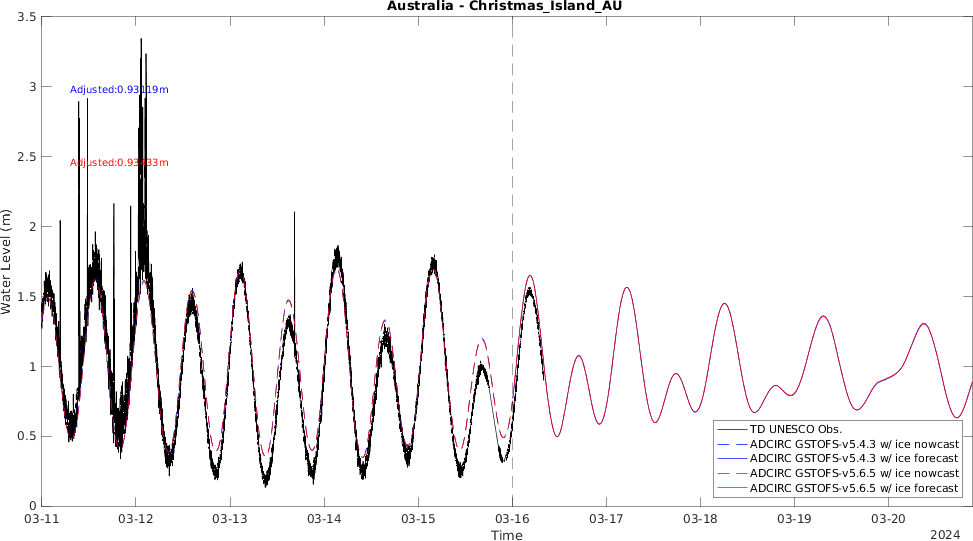 Australia - Christmas_Island_AU
3.5
3
2.5
2
1.5
1
0.5
0
Water Level (m)
Adjusted:0.93119m
03-11
03-12
03-13
03-14
03-15
03-16
03-17
03-18
03-19
03-20
Time
2024
TD UNESCO Obs.
ADCIRC GSTOFS-v5.4.3 w/ ice nowcast
ADCIRC GSTOFS-v5.4.3 w/ ice forecast
ADCIRC GSTOFS-v5.6.5 w/ ice nowcast
ADCIRC GSTOFS-v5.6.5 w/ ice forecast